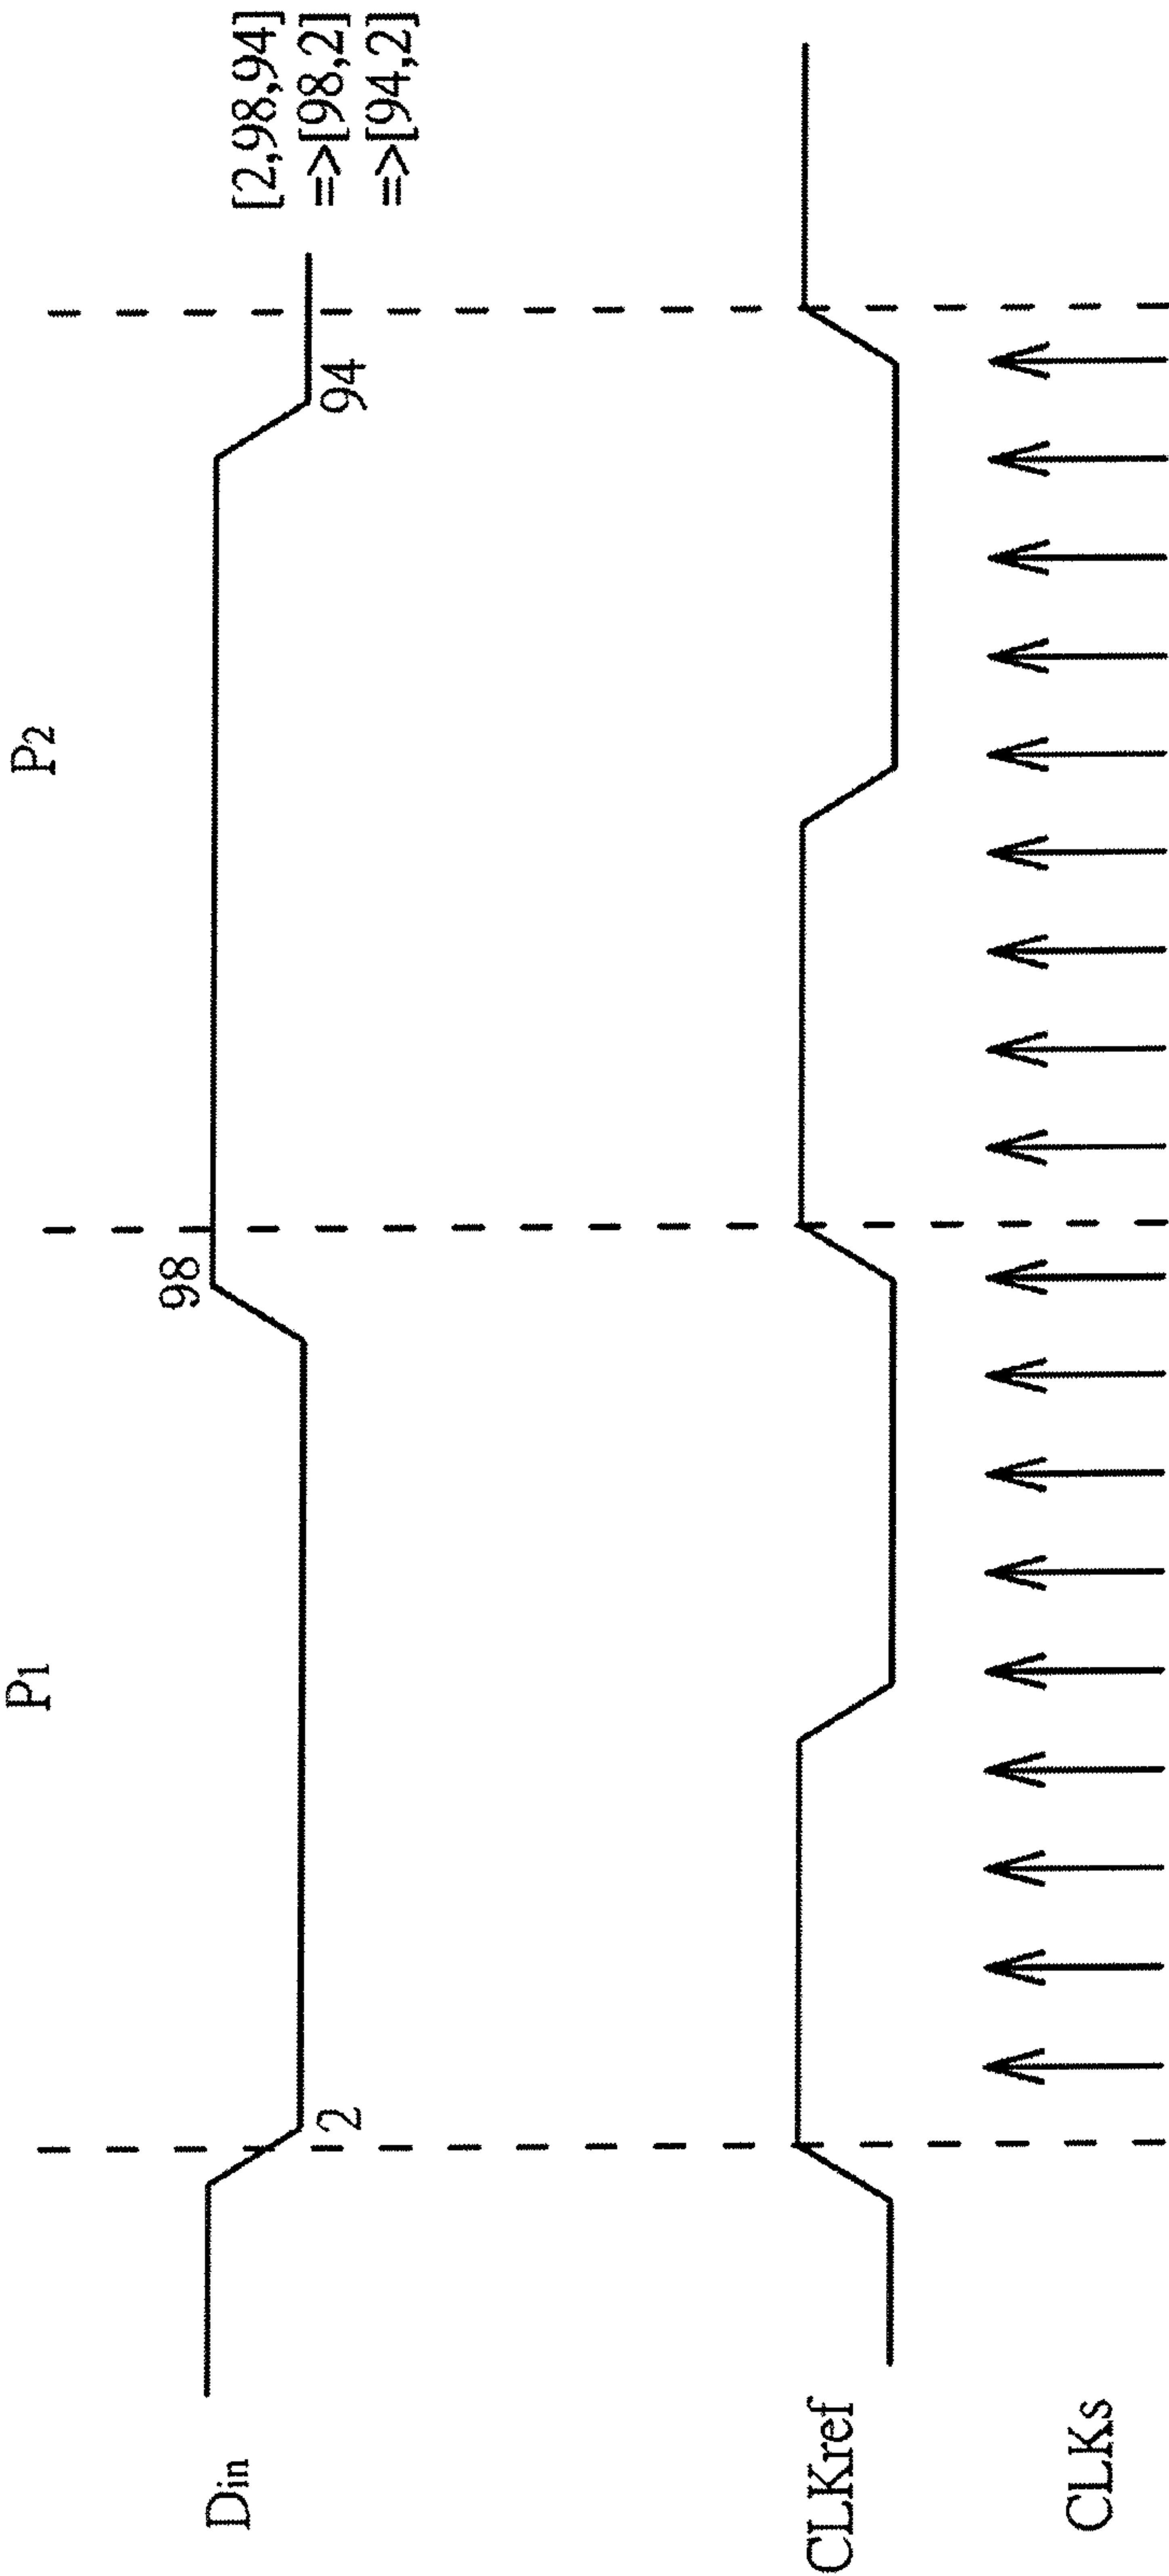 P1
P2
Din
2
98
94
[2,98,94]
=>[98,2]
=>[94,2]
CLKref
CLKs